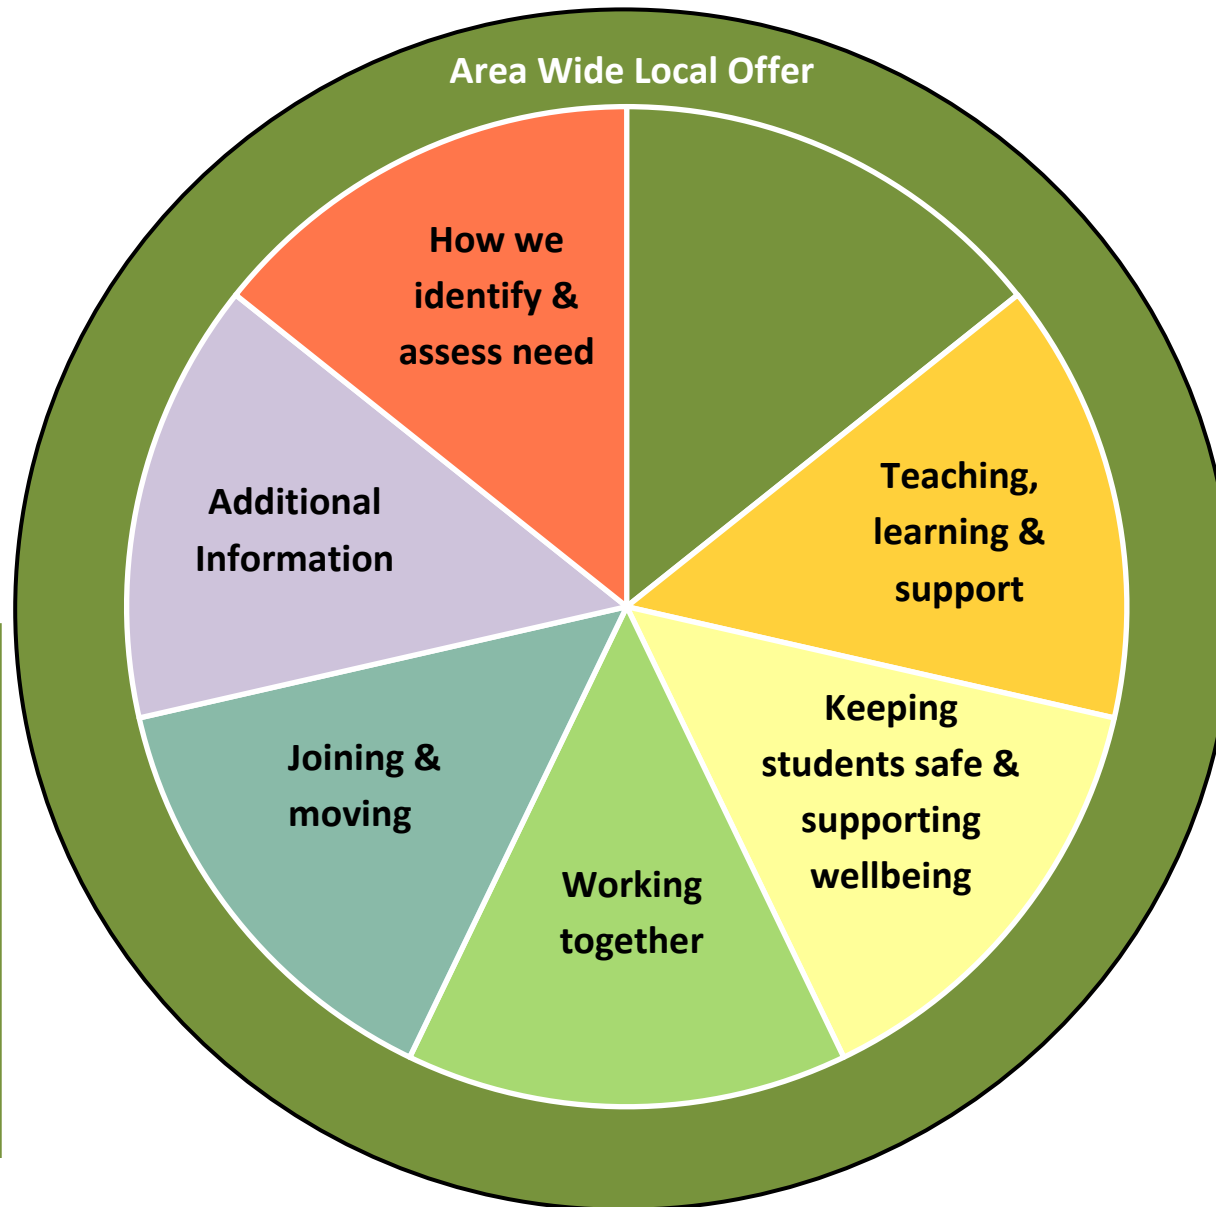 Area Wide Local Offer
How we
identify &
assess need
Teaching,
learning &
support
Additional
Information
Keeping
students safe &
supporting
wellbeing
Joining &
moving
Working
together